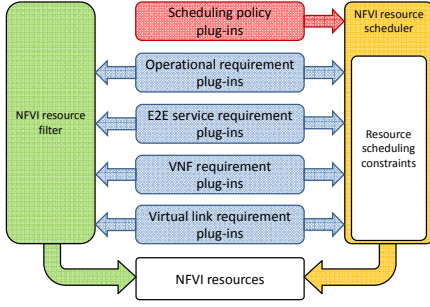 Scheduling policy
plug-ins
NFVI resource
scheduler
Operational requirement
plug-ins
NFVI resource
filter
E2E service requirement
plug-ins
Resource
scheduling
constraints
VNF requirement
plug-ins
Virtual link requirement
plug-ins
NFVI resources